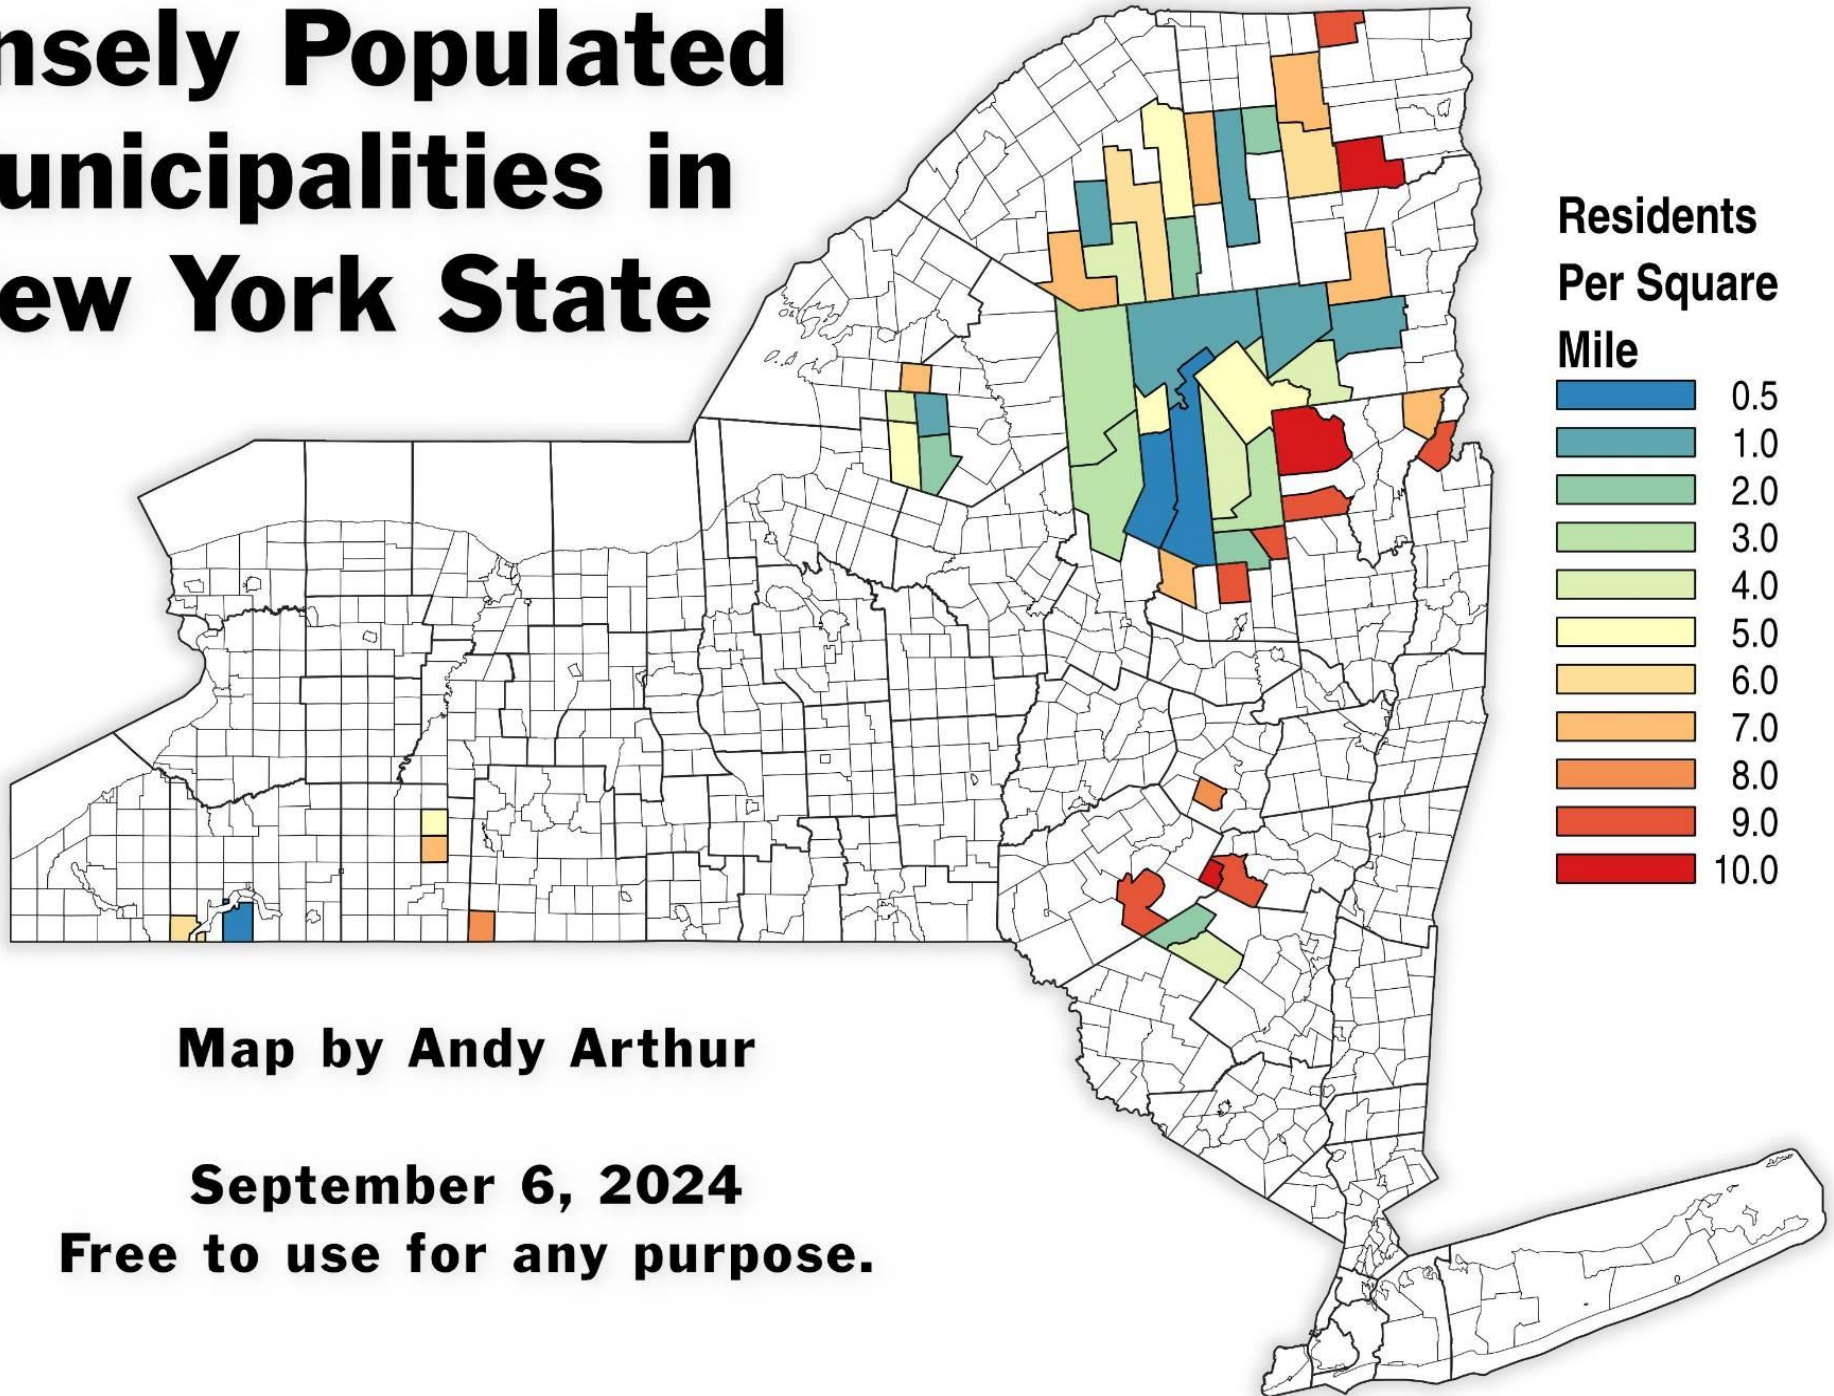 nsely Populated
unicipalities in
ew York State
Residents
Per Square
Mile
0.5
1.0
2.0
3.0
4.0
5.0
6.0
7.0
8.0
9.0
10.0
Map by Andy Arthur
September 6, 2024
Free to use for any purpose.